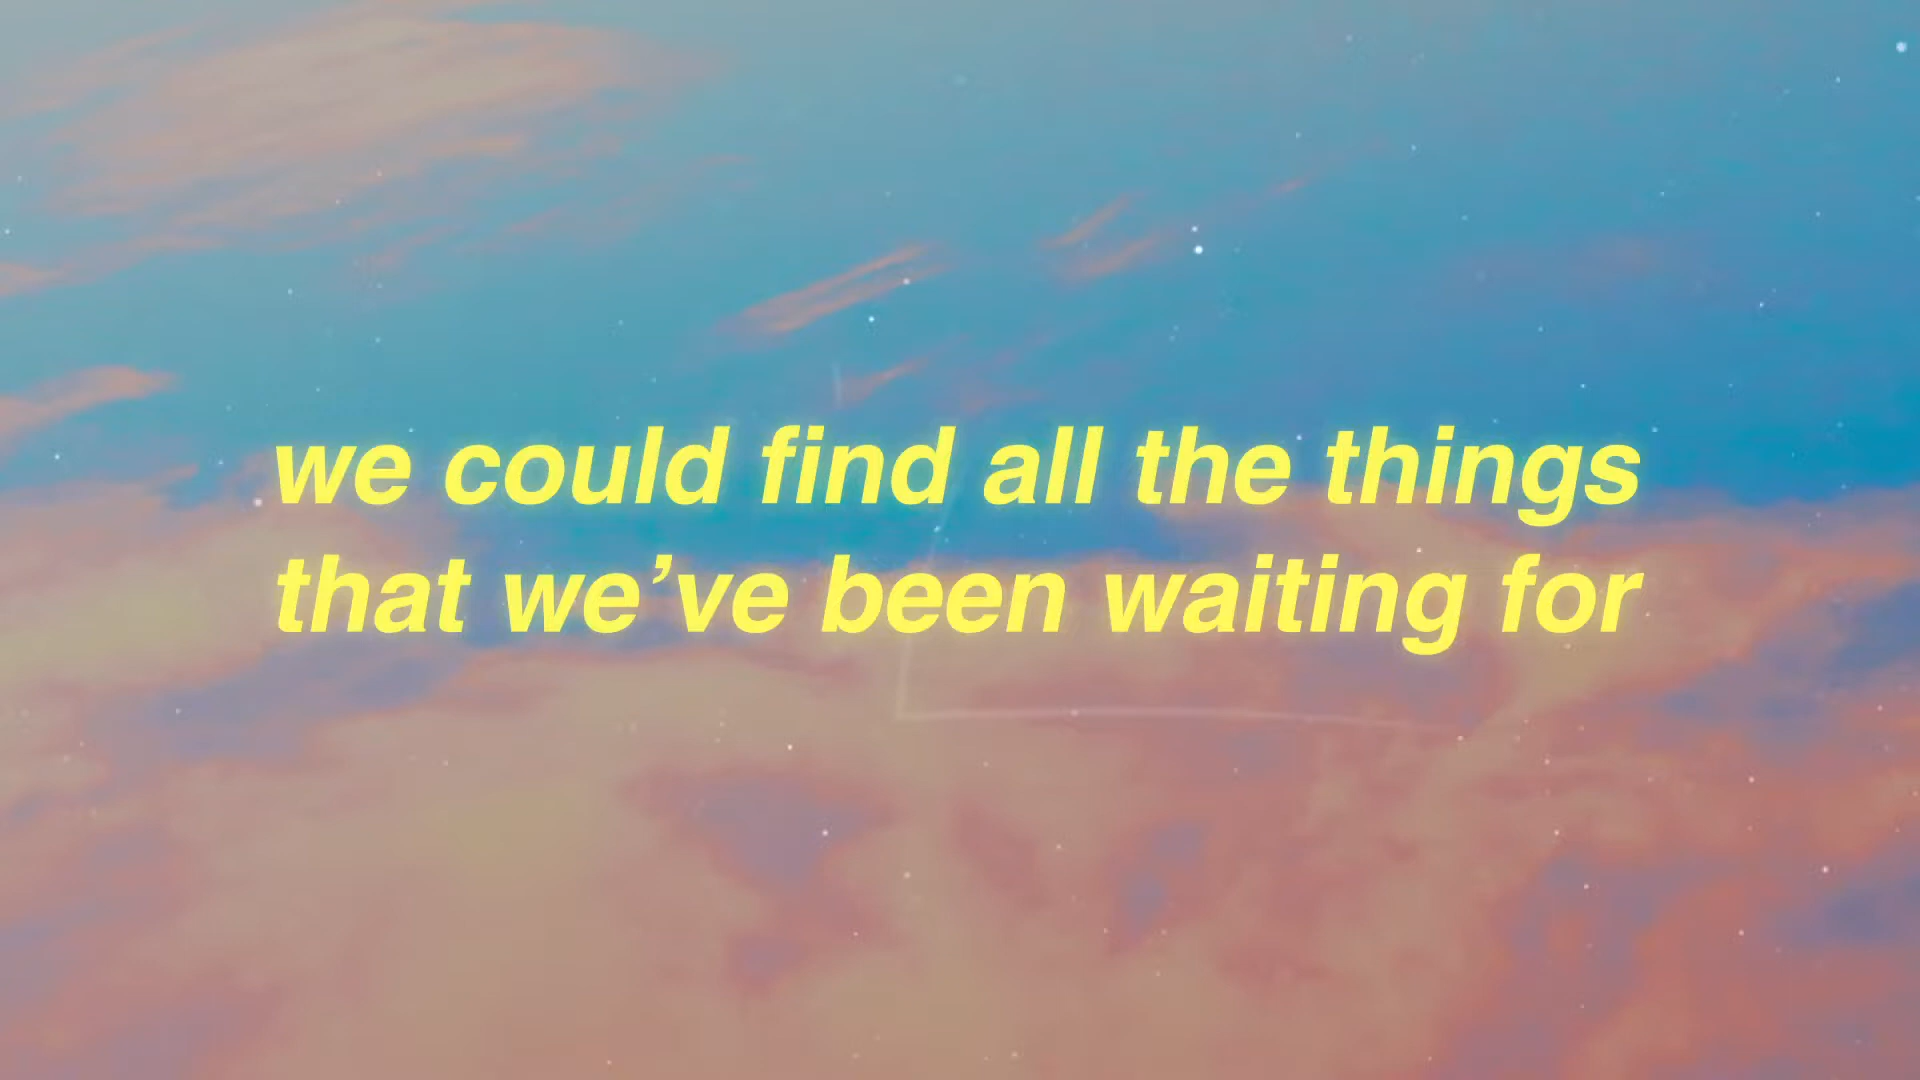 we could find all the things
that we’ve been waiting for